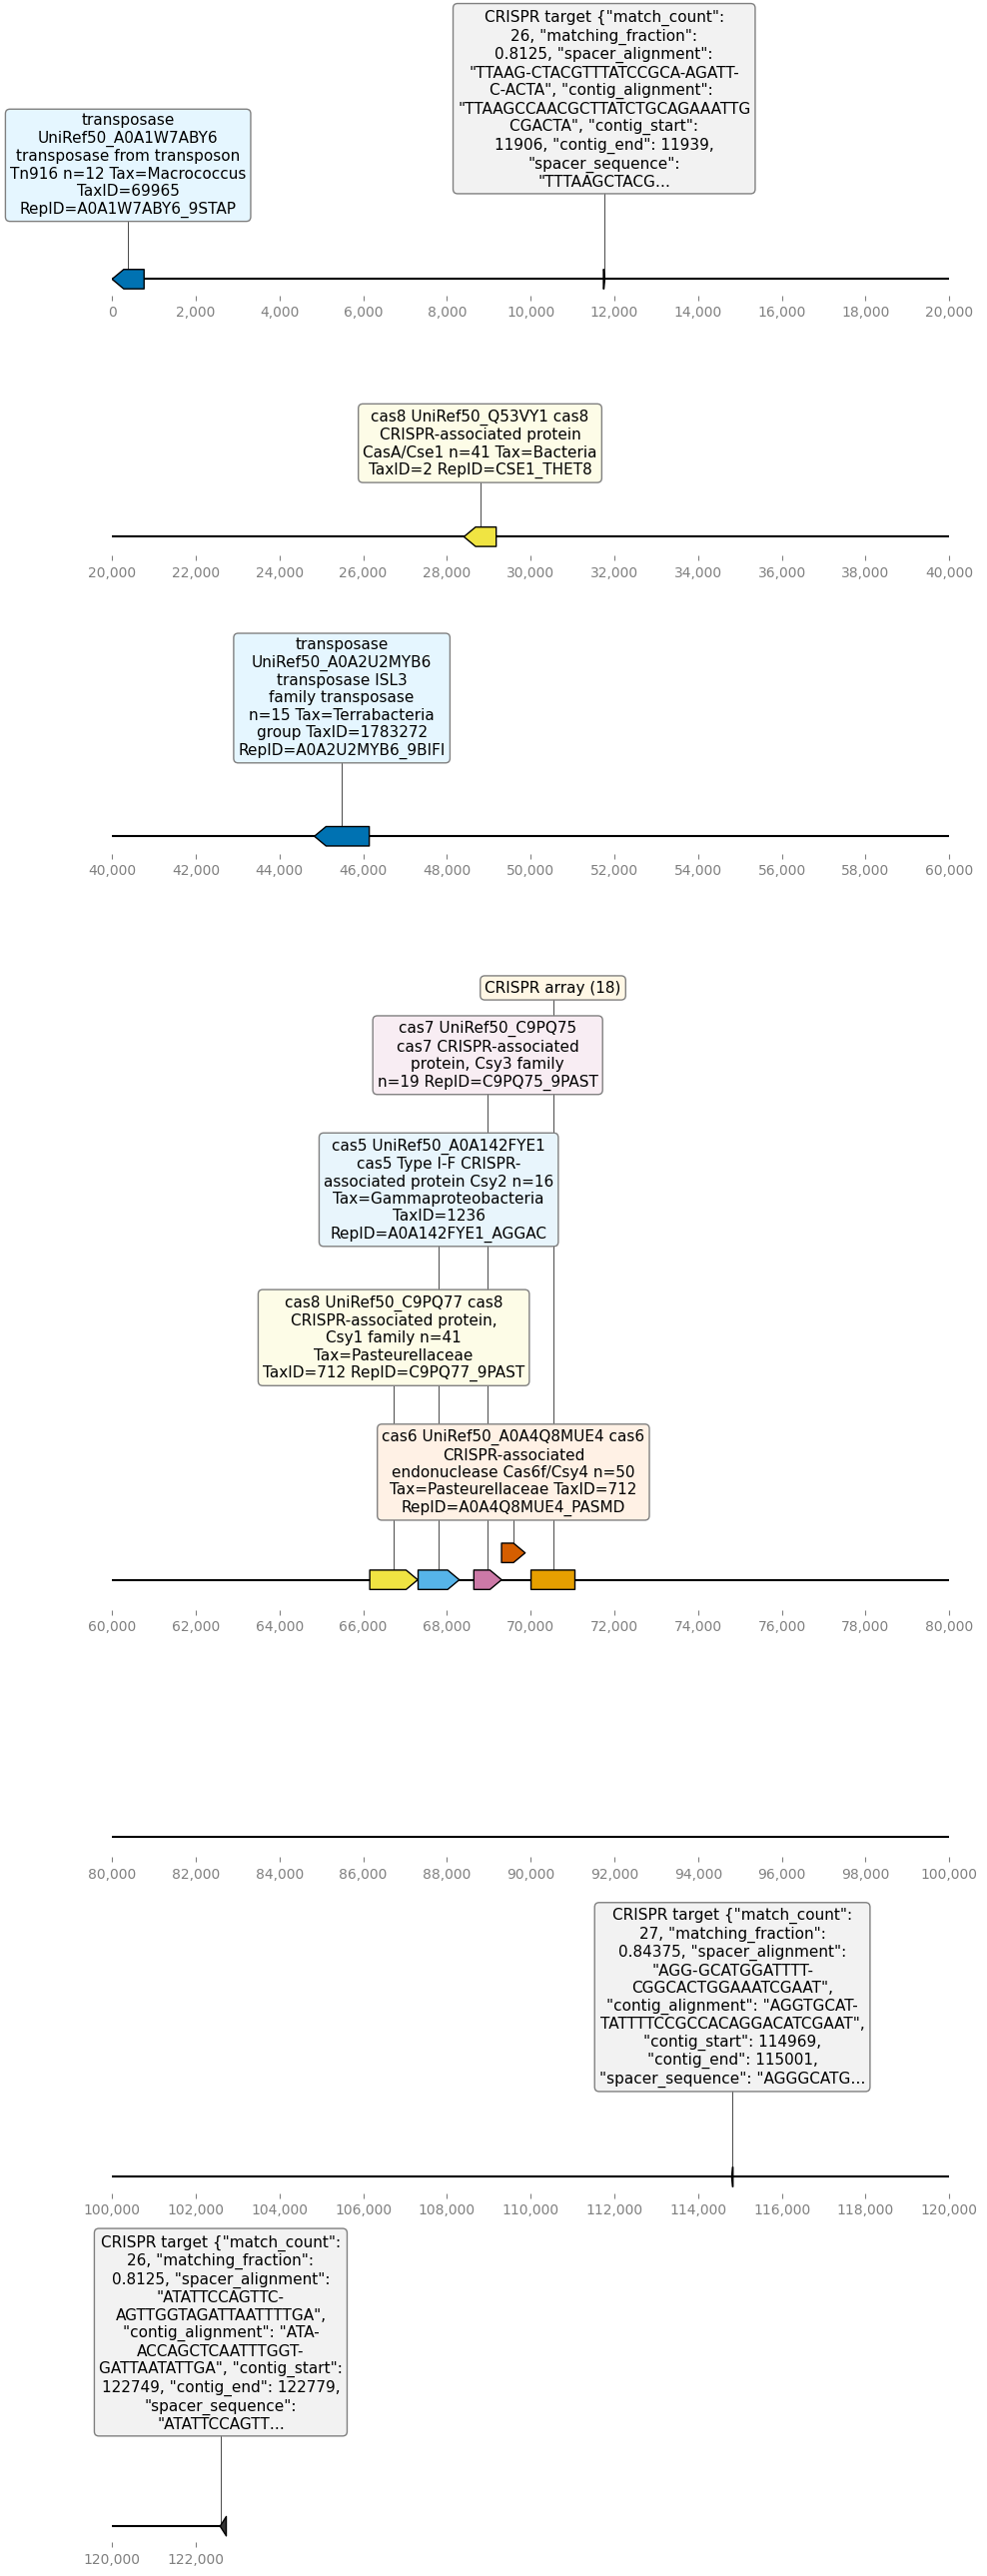 CRISPR target {"match_count":
26, "matching_fraction":
0.8125, "spacer_alignment":
"TTAAG-CTACGTTTATCCGCA-AGATT-
C-ACTA", "contig_alignment":
"TTAAGCCAACGCTTATCTGCAGAAATTG
CGACTA", "contig_start":
11906, "contig_end": 11939,
"spacer_sequence":
"TTTAAGCTACG...
transposase
UniRef50_A0A1W7ABY6
transposase from transposon
Tn916 n=12 Tax=Macrococcus
TaxID=69965
RepID=A0A1W7ABY6_9STAP
0 2,000 4,000 6,000 8,000 10,000 12,000 14,000 16,000 18,000 20,000
cas8 UniRef50_Q53VY1 cas8
CRISPR-associated protein
CasA/Cse1 n=41 Tax=Bacteria
TaxID=2 RepID=CSE1_THET8
20,000 22,000 24,000 26,000 28,000 30,000 32,000 34,000 36,000 38,000 40,000
transposase
UniRef50_A0A2U2MYB6
transposase ISL3
family transposase
n=15 Tax=Terrabacteria
group TaxID=1783272
RepID=A0A2U2MYB6_9BIFI
40,000 42,000 44,000 46,000 48,000 50,000 52,000 54,000 56,000 58,000 60,000
CRISPR array (18)
cas7 UniRef50_C9PQ75
cas7 CRISPR-associated
protein, Csy3 family
n=19 RepID=C9PQ75_9PAST
cas5 UniRef50_A0A142FYE1
cas5 Type I-F CRISPR-
associated protein Csy2 n=16
Tax=Gammaproteobacteria
TaxID=1236
RepID=A0A142FYE1_AGGAC
cas8 UniRef50_C9PQ77 cas8
CRISPR-associated protein,
Csy1 family n=41
Tax=Pasteurellaceae
TaxID=712 RepID=C9PQ77_9PAST
cas6 UniRef50_A0A4Q8MUE4 cas6
CRISPR-associated
endonuclease Cas6f/Csy4 n=50
Tax=Pasteurellaceae TaxID=712
RepID=A0A4Q8MUE4_PASMD
60,000 62,000 64,000 66,000 68,000 70,000 72,000 74,000 76,000 78,000 80,000
80,000 82,000 84,000 86,000 88,000 90,000 92,000 94,000 96,000 98,000 100,000
CRISPR target {"match_count":
27, "matching_fraction":
0.84375, "spacer_alignment":
"AGG-GCATGGATTTT-
CGGCACTGGAAATCGAAT",
"contig_alignment": "AGGTGCAT-
TATTTTCCGCCACAGGACATCGAAT",
"contig_start": 114969,
"contig_end": 115001,
"spacer_sequence": "AGGGCATG...
100,000 102,000 104,000 106,000 108,000 110,000 112,000 114,000 116,000 118,000 120,000
CRISPR target {"match_count":
26, "matching_fraction":
0.8125, "spacer_alignment":
"ATATTCCAGTTC-
AGTTGGTAGATTAATTTTGA",
"contig_alignment": "ATA-
ACCAGCTCAATTTGGT-
GATTAATATTGA", "contig_start":
122749, "contig_end": 122779,
"spacer_sequence":
"ATATTCCAGTT...
120,000 122,000